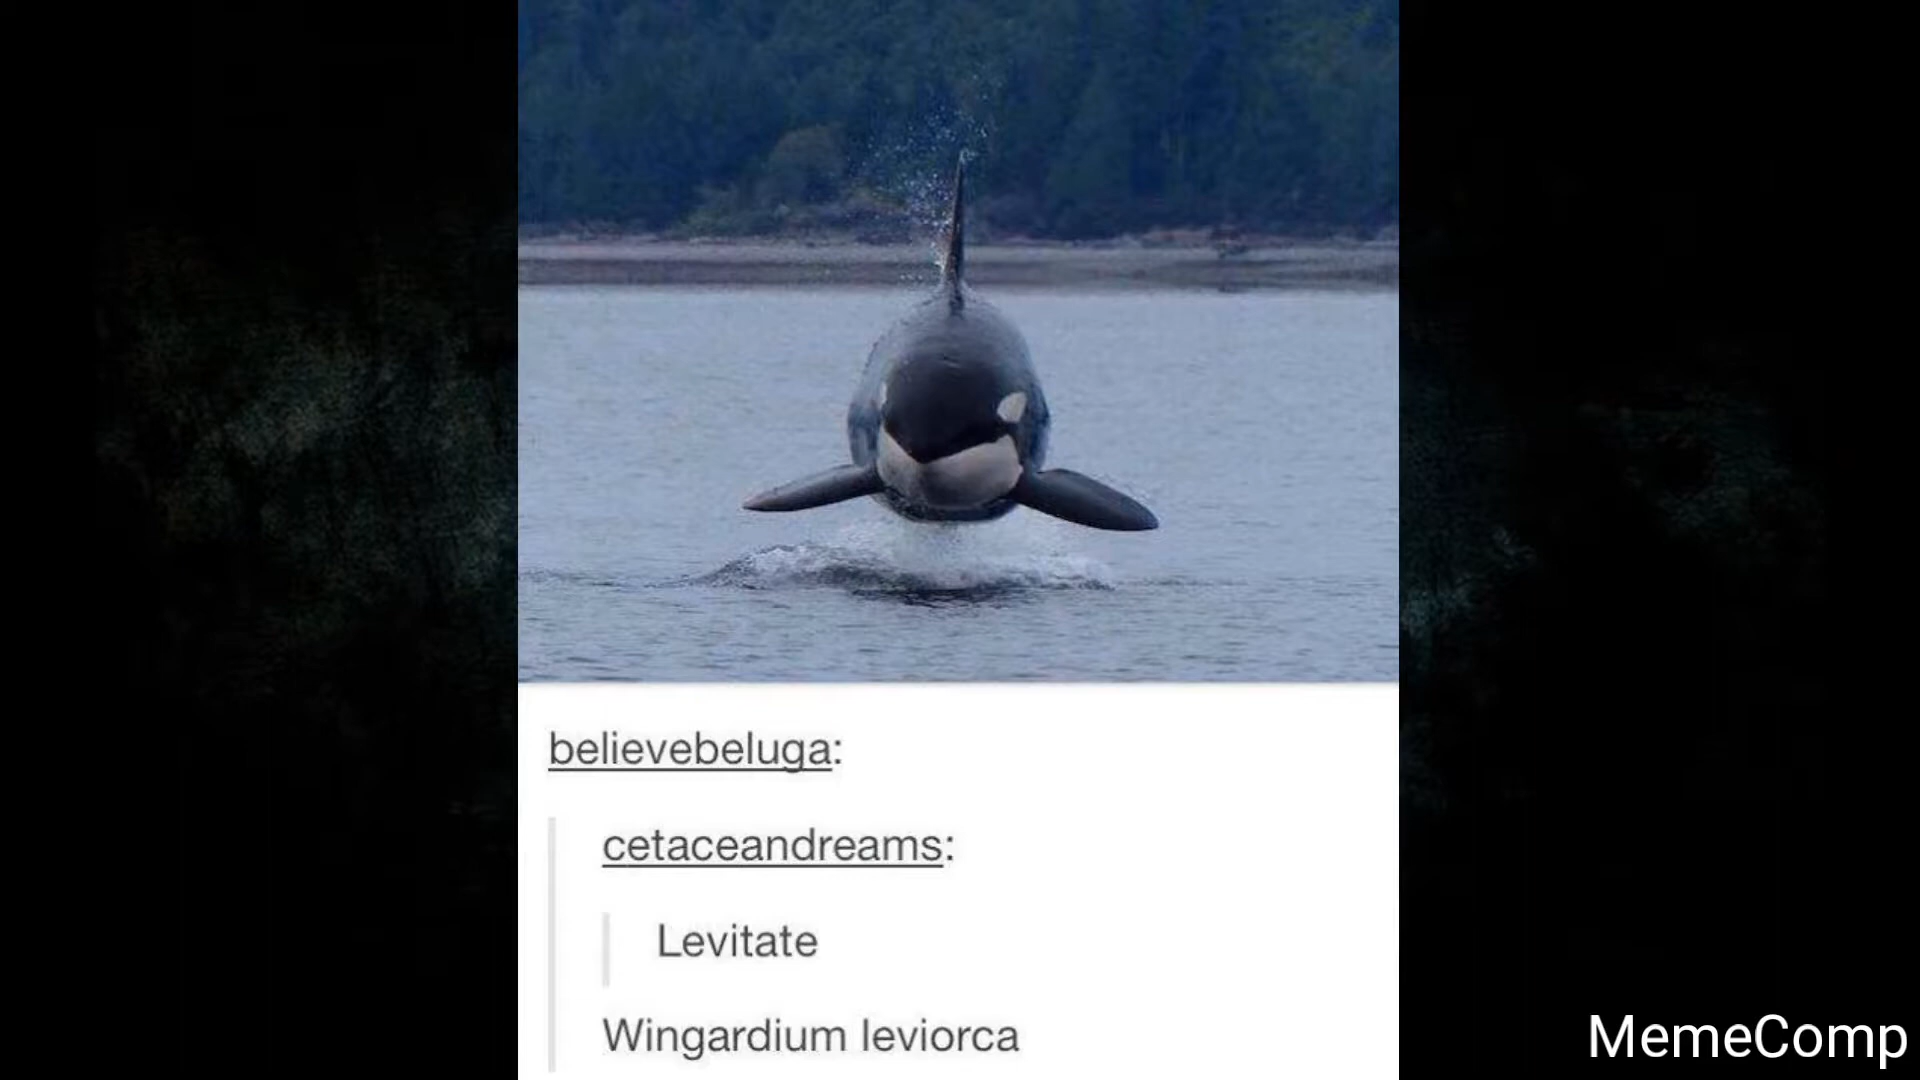 believebeluga:
cetaceandreams:
Levitate
Wingardium leviorca
MemeComp